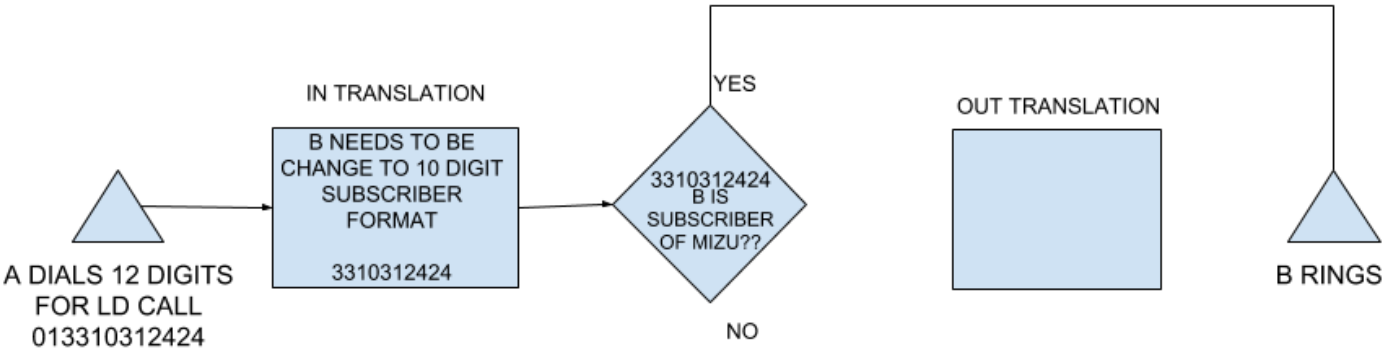 A DIALS 12 DIGITS
FOR LD CALL
013310312424
IN TRANSLATION
B NEEDS TO BE
CHANGE TO 10 DIGIT
SUBSCRIBER
FORMAT
3310312424
YES
3310312424
B IS
SUBSCRIBER
OF MIZU??
NO
OUT TRANSLATION
B RINGS